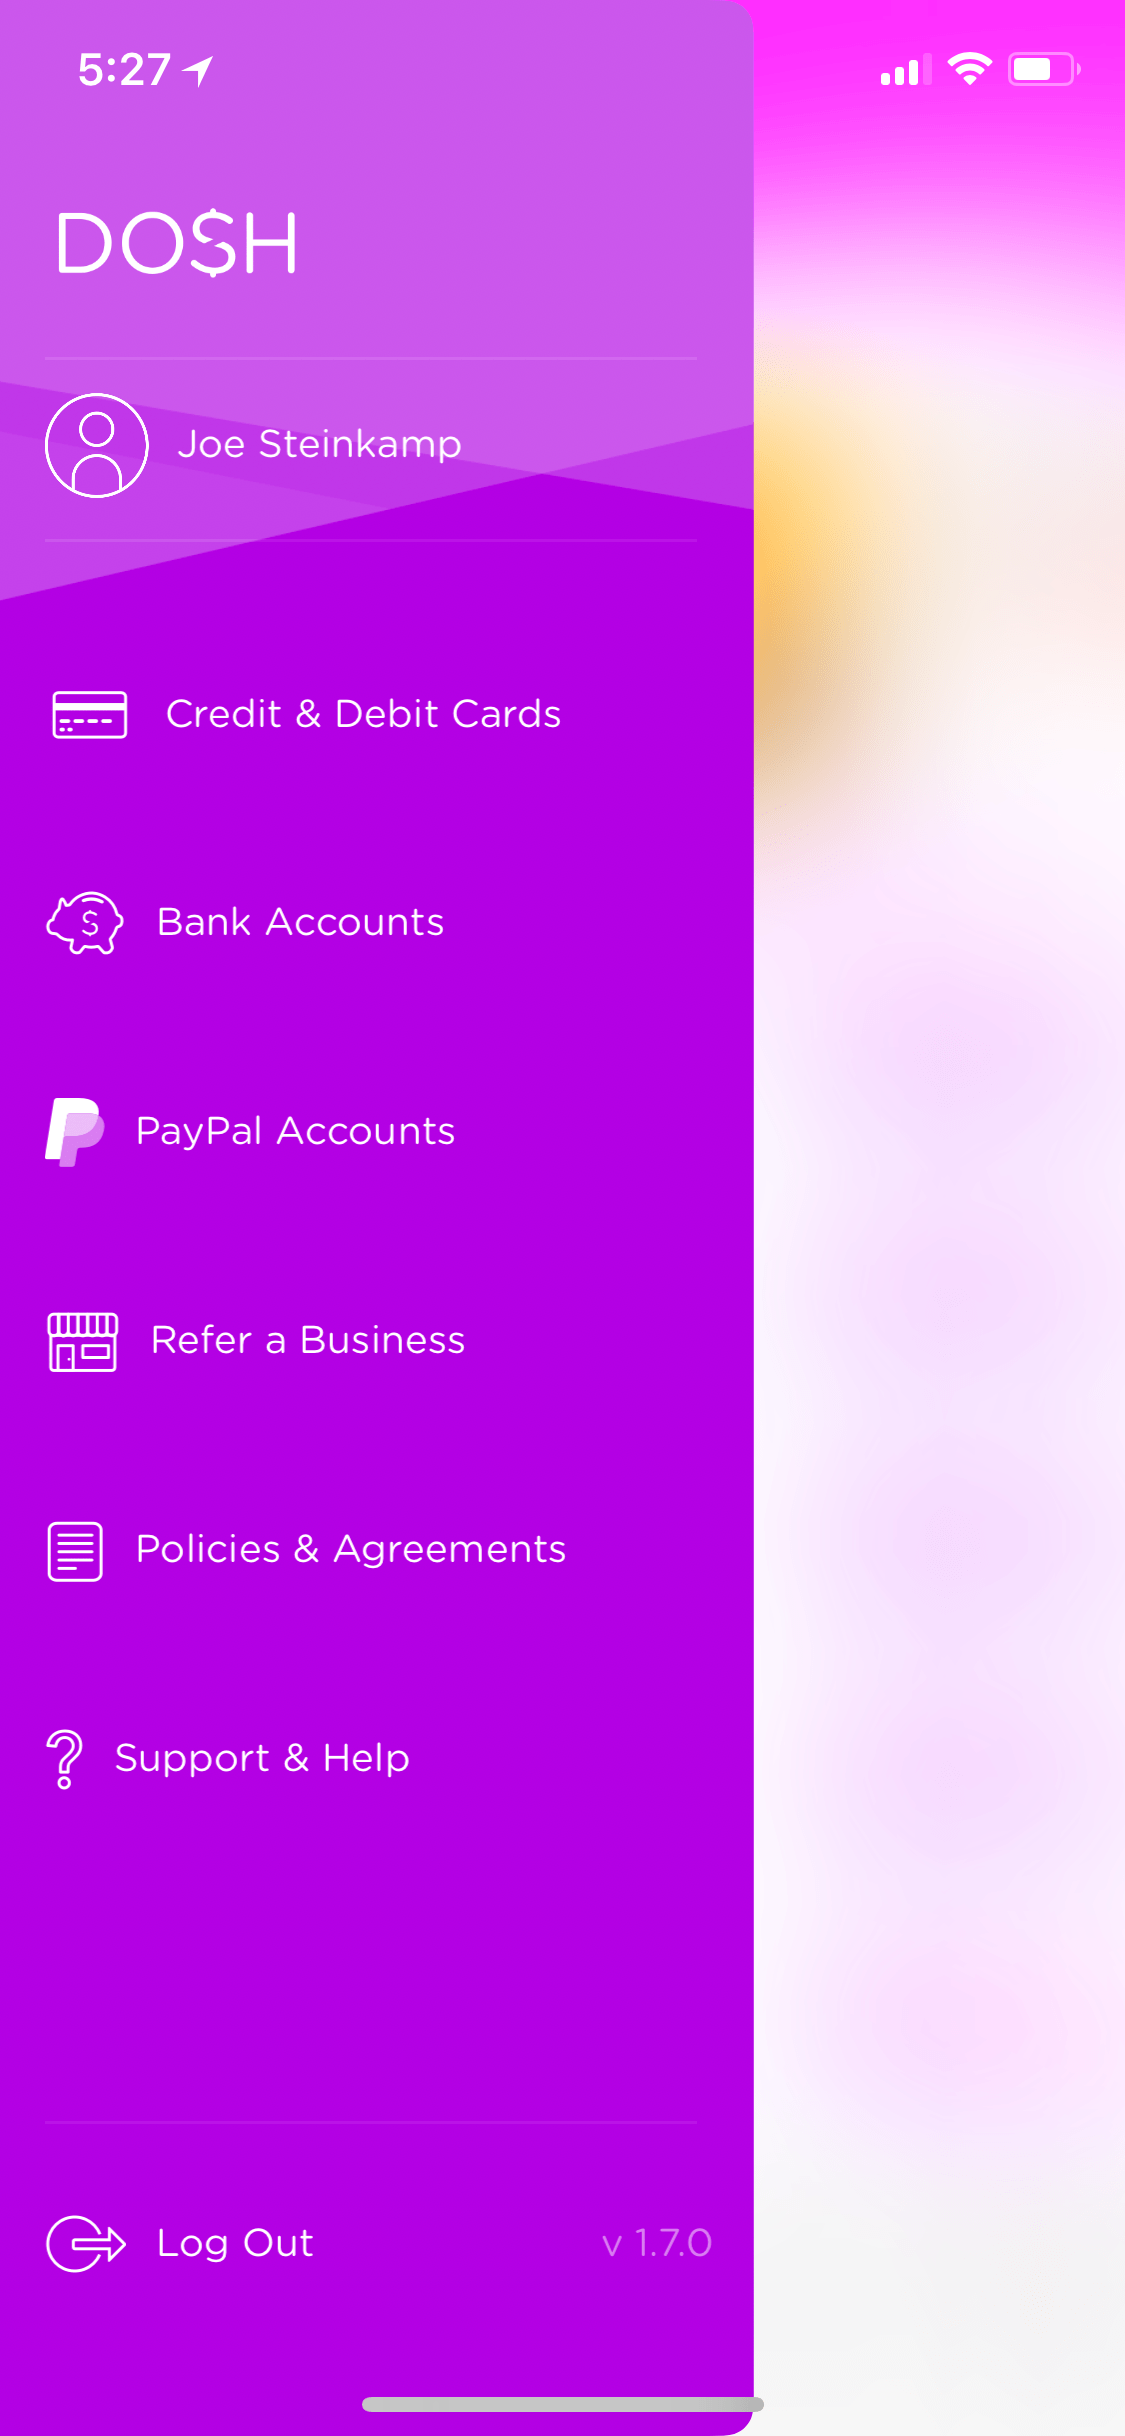 5:27
DO$H
Joe Steinkamp
Credit & Debit Cards
$ Bank Accounts
PayPal Accounts
Refer a Business
Policies & Agreements
Support & Help
Log Out v 1.7.0